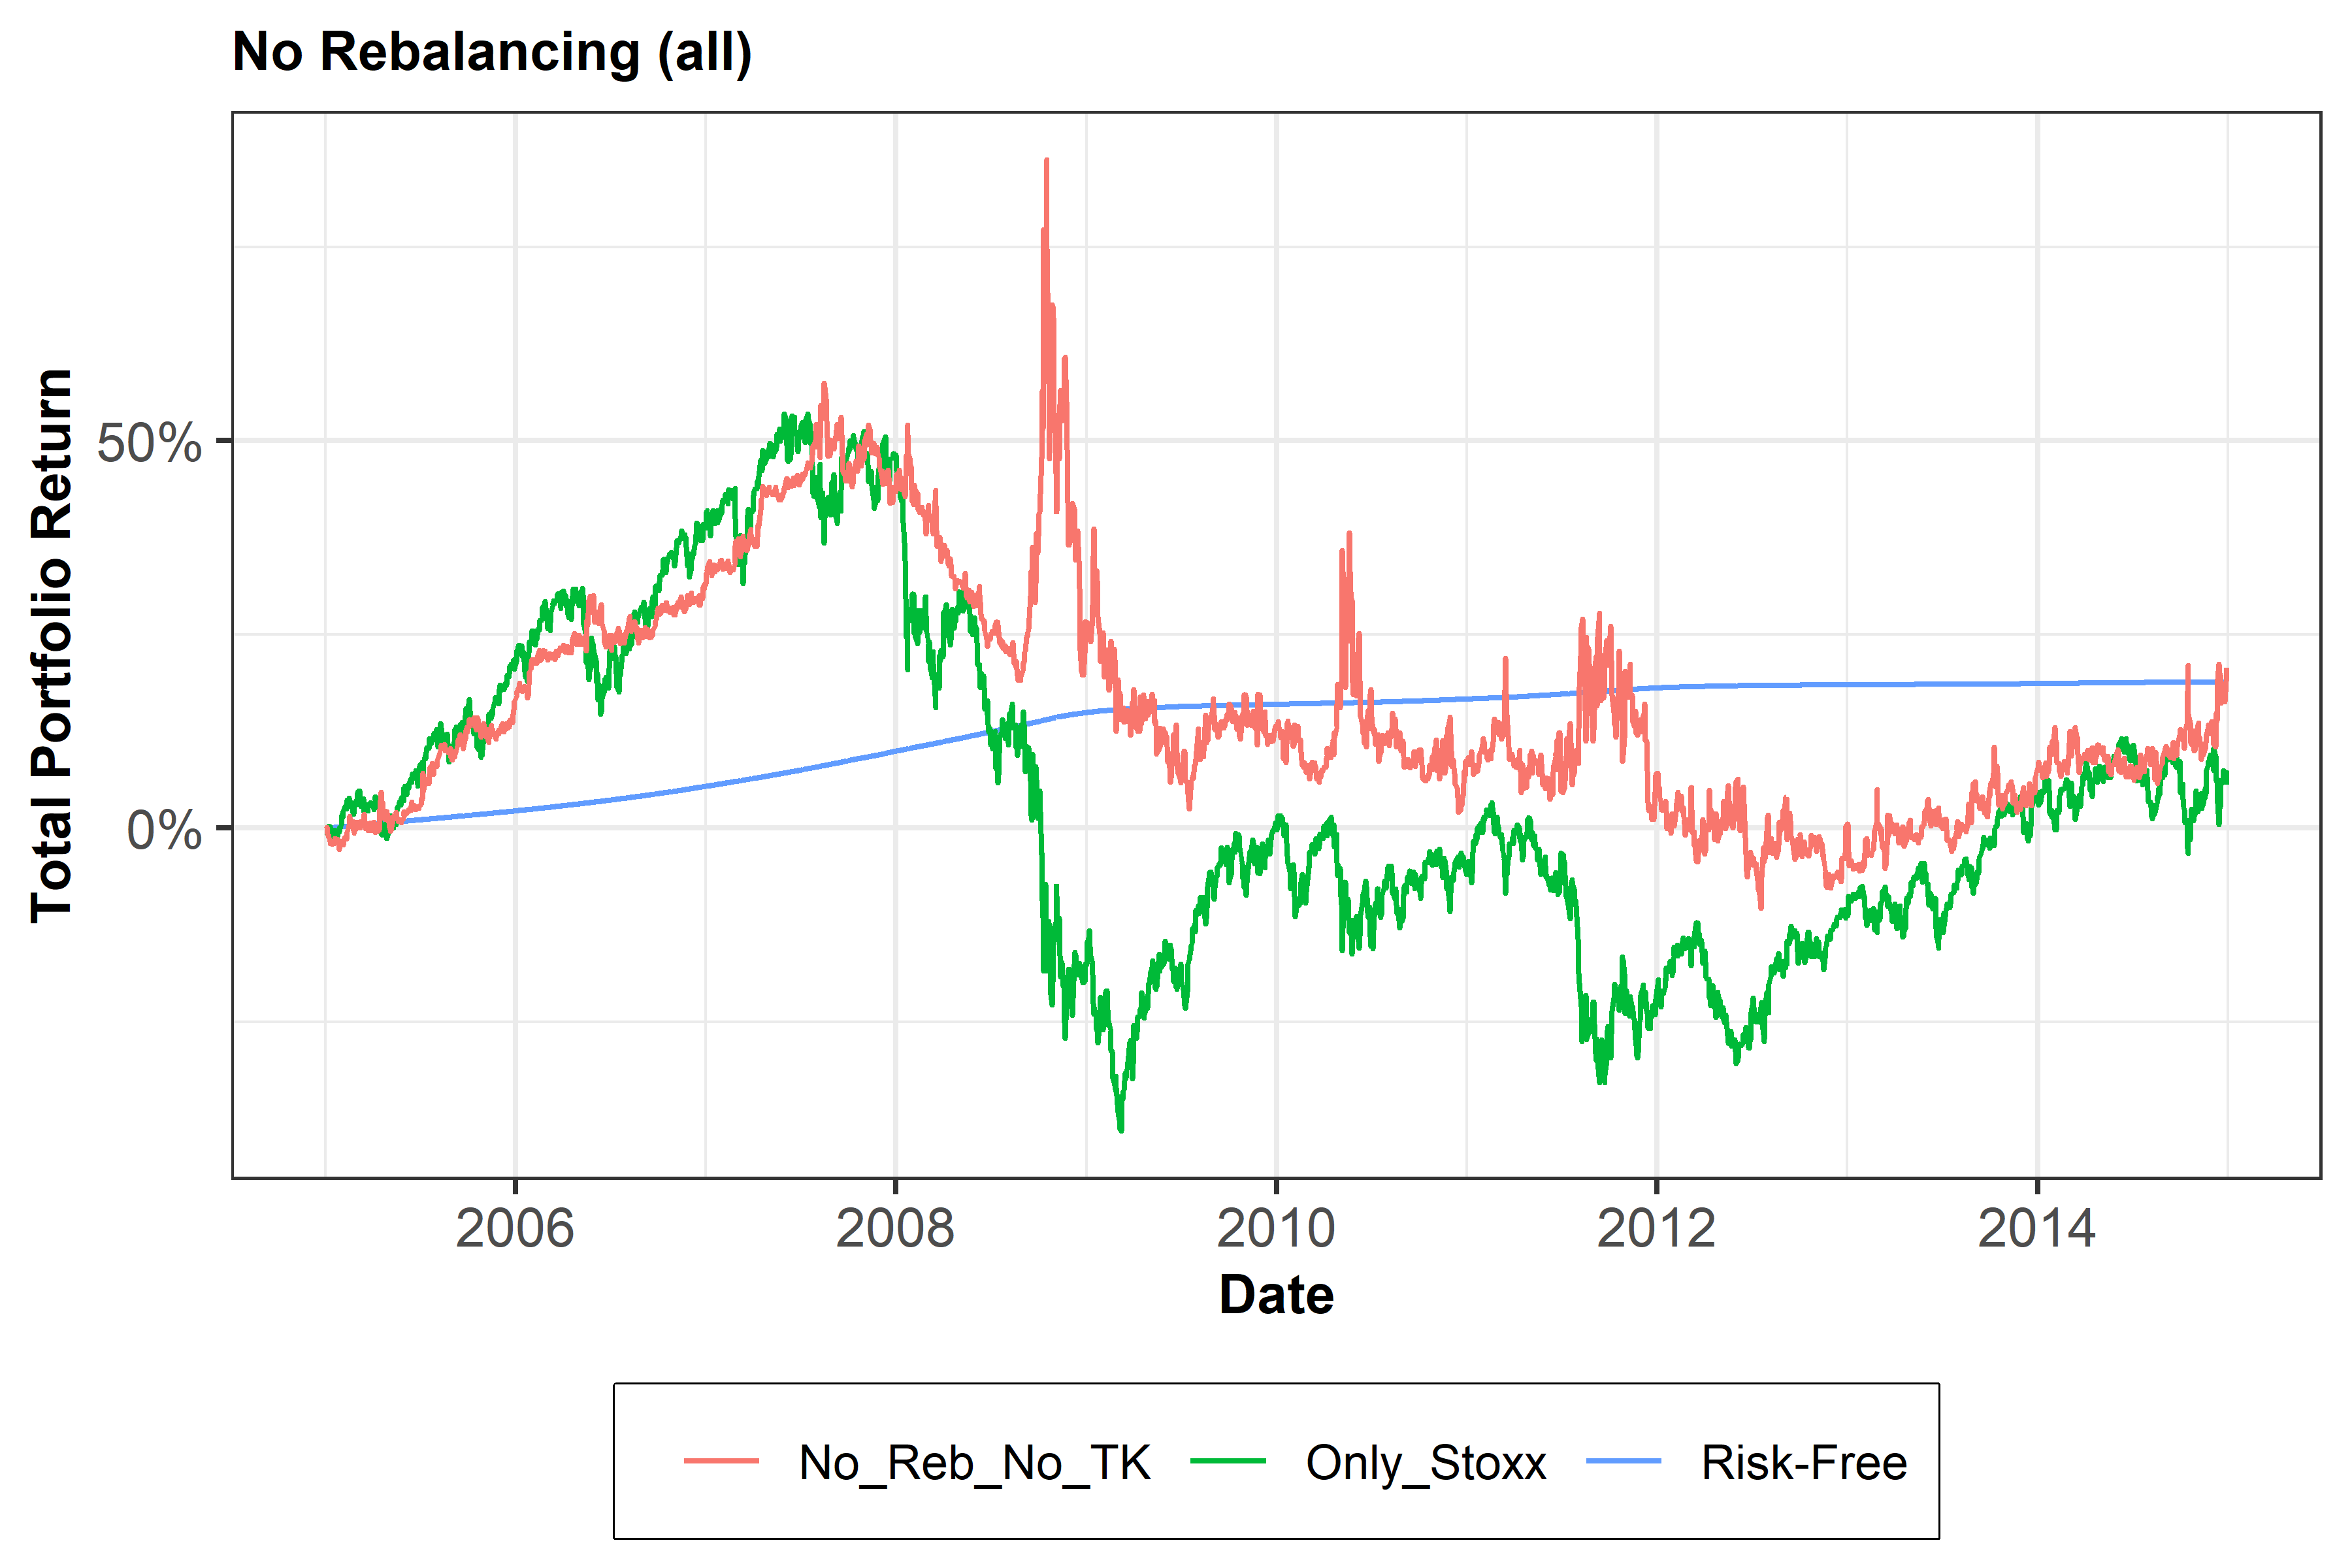 No Rebalancing (all)
Total Portfolio Return
50%
0%
2006 2008 2010 2012 2014
Date
No_Reb_No_TK Only_Stoxx Risk-Free